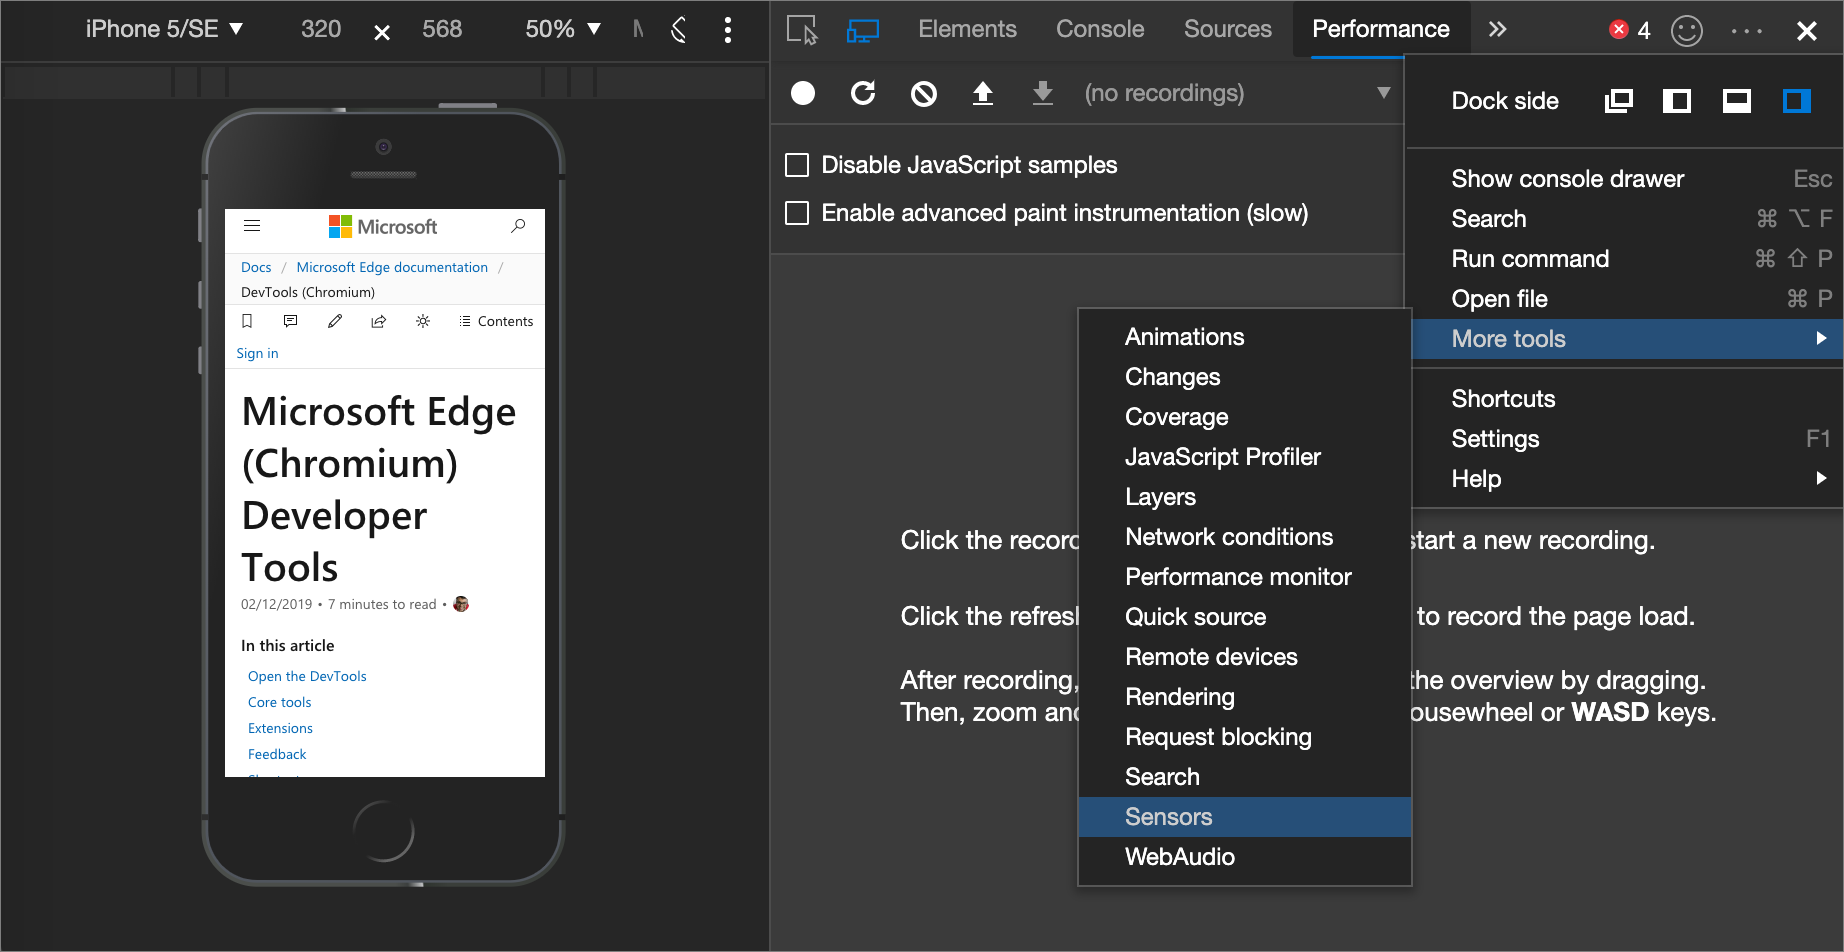 iPhone 5/SE 320 568 50%
Microsoft
Docs / Microsoft Edge documentation /
DevTools (Chromium)
Contents
Sign in
Microsoft Edge
(Chromium)
Developer
Tools
02/12/2019 • 7 minutes to read •
In this article
Open the DevTools
Core tools
Extensions
Feedback
Elements Console Sources Performance 4
(no recordings)
Disable JavaScript samples
Enable advanced paint instrumentation (slow)
Click the record start a new recording.
Click the refresh to record the page load.
After recording, the overview by dragging.
Then, zoom and ousewheel or WASD keys.
Dock side
Show console drawer Esc
Search ⌘ ⌥ F
Run command ⌘ ⇧ P
Open file ⌘ P
More tools
Shortcuts
Settings F1
Help
Animations
Changes
Coverage
JavaScript Profiler
Layers
Network conditions
Performance monitor
Quick source
Remote devices
Rendering
Request blocking
Search
Sensors
WebAudio